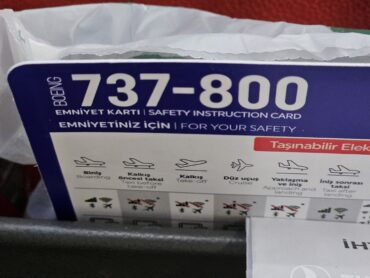 BOEING 737-800
EMNİYET KARTI | SAFETY INSTRUCTION CARD
EMNİYETİNİZ İÇİN | FOR YOUR SAFETY
Taşınabilir Elek
Biniş
Boarding
Kalkış
öncesi taksi
Taxi before
take-off
Kalkış
Take-off
Düz uçuş
Cruise
Yaklaşma
ve iniş
Approach and
landing
İniş sonrası
taksi
Taxi after
landing
İH